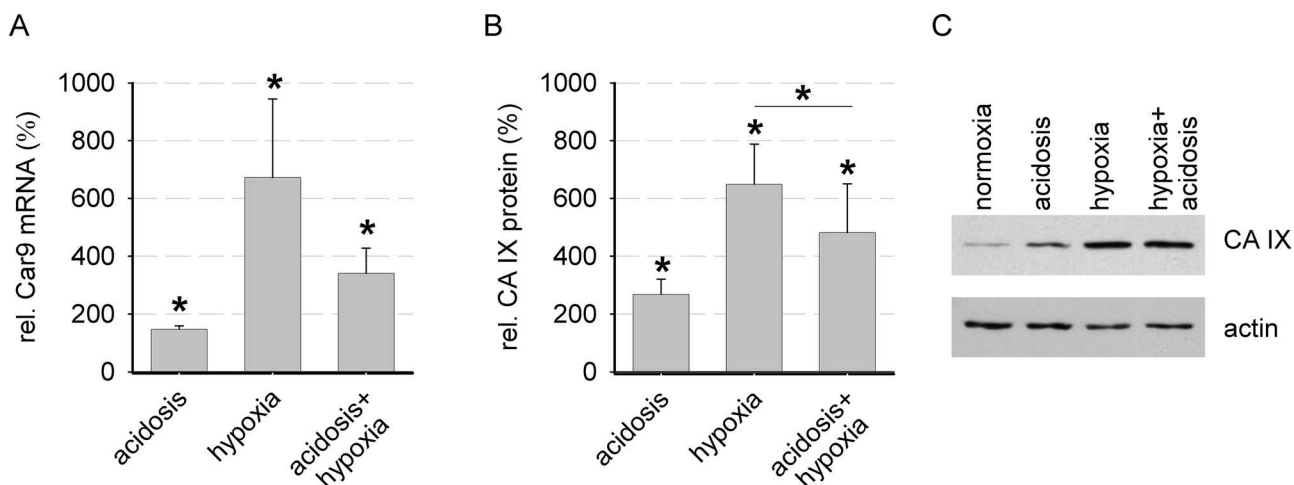 A
rel. Car9 mRNA (%)
1000
800
600
400
200
0
*
*
*
acidosis
hypoxia
acidosis+
hypoxia
B
rel. CA IX protein (%)
1000
800
600
400
200
0
*
*
*
*
acidosis
hypoxia
acidosis+
hypoxia
C
normoxia
acidosis
hypoxia
hypoxia+
acidosis
CA IX
actin